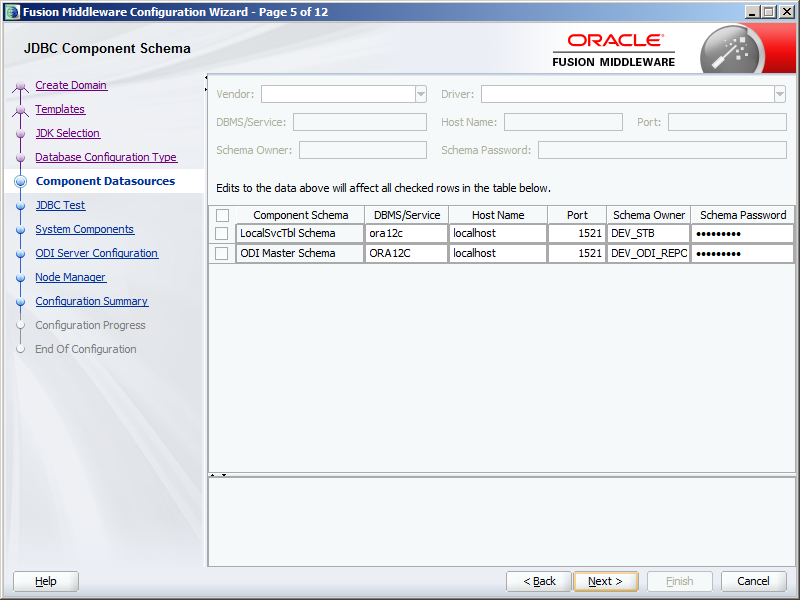 Fusion Middleware Configuration Wizard - Page 5 of 12
JDBC Component Schema
ORACLE
FUSION MIDDLEWARE
Create Domain
Templates
JDK Selection
Database Configuration Type
Component Datasources
JDBC Test
System Components
ODI Server Configuration
Node Manager
Configuration Summary
Configuration Progress
End Of Configuration
Vendor: Driver:
DBMS/Service: Host Name: Port:
Schema Owner: Schema Password:
Edits to the data above will affect all checked rows in the table below.
Component Schema DBMS/Service Host Name Port Schema Owner Schema Password
LocalSvcTbl Schema ora12c localhost 1521 DEV_STB •••••••••
ODI Master Schema ORA12C localhost 1521 DEV_ODI_REPO •••••••••
Help < Back Next > Finish Cancel